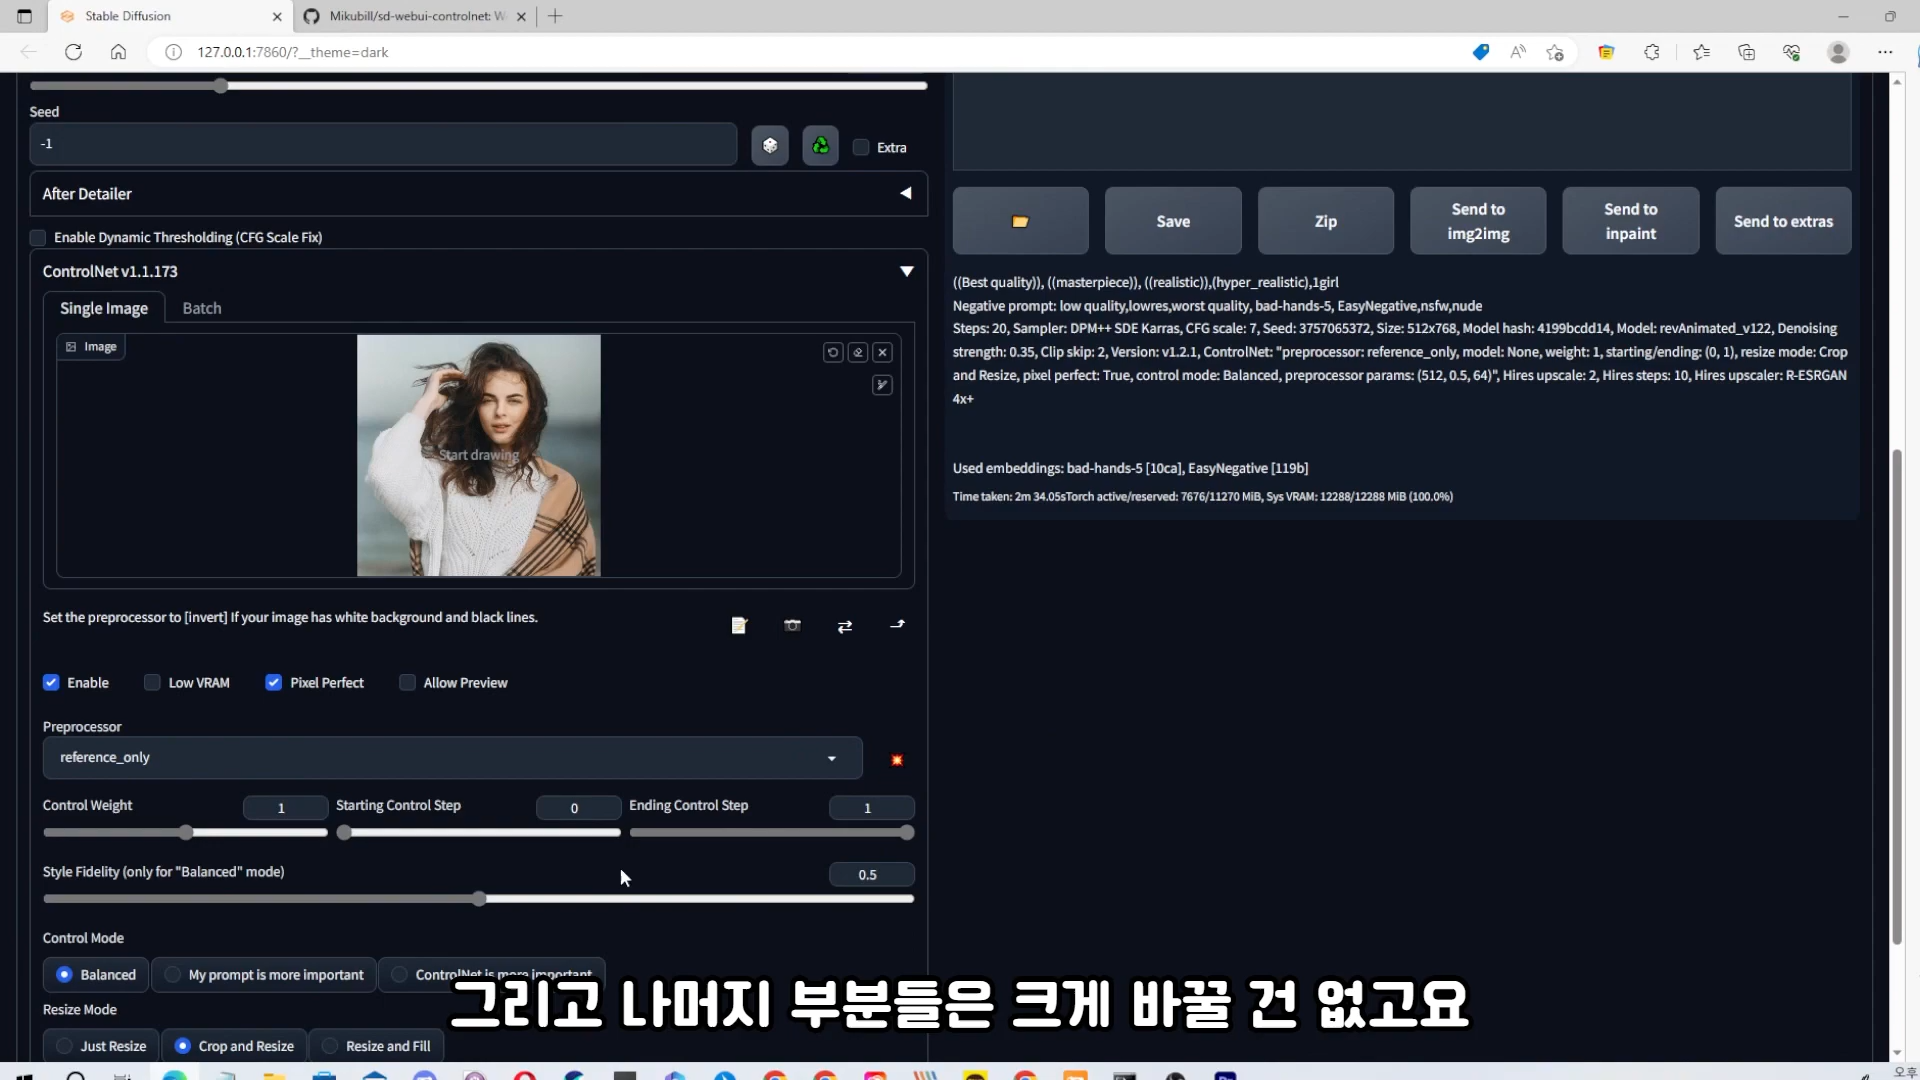 Stable Diffusion
Mikubill/sd-webui-controlnet: W
127.0.0.1:7860/?__theme=dark
Seed
-1
Extra
After Detailer
Enable Dynamic Thresholding (CFG Scale Fix)
ControlNet v1.1.173
Single Image
Batch
Image
Start drawing
Set the preprocessor to [invert] If your image has white background and black lines.
Enable
Low VRAM
Pixel Perfect
Allow Preview
Preprocessor
reference_only
Control Weight
1
Starting Control Step
0
Ending Control Step
1
Style Fidelity (only for "Balanced" mode)
0.5
Control Mode
Balanced
My prompt is more important
ControlNet is more important
Resize Mode
Just Resize
Crop and Resize
Resize and Fill
Save
Zip
Send to
img2img
Send to
inpaint
Send to extras
((Best quality)), ((masterpiece)), ((realistic)),(hyper_realistic),1girl
Negative prompt: low quality,lowres,worst quality, bad-hands-5, EasyNegative,nsfw,nude
Steps: 20, Sampler: DPM++ SDE Karras, CFG scale: 7, Seed: 3757065372, Size: 512x768, Model hash: 4199bcdd14, Model: revAnimated_v122, Denoising
strength: 0.35, Clip skip: 2, Version: v1.2.1, ControlNet: "preprocessor: reference_only, model: None, weight: 1, starting/ending: (0, 1), resize mode: Crop
and Resize, pixel perfect: True, control mode: Balanced, preprocessor params: (512, 0.5, 64)", Hires upscale: 2, Hires steps: 10, Hires upscaler: R-ESRGAN
4x+
Used embeddings: bad-hands-5 [10ca], EasyNegative [119b]
Time taken: 2m 34.05sTorch active/reserved: 7676/11270 MiB, Sys VRAM: 12288/12288 MiB (100.0%)
그리고 나머지 부분들은 크게 바꿀 건 없고요
오후